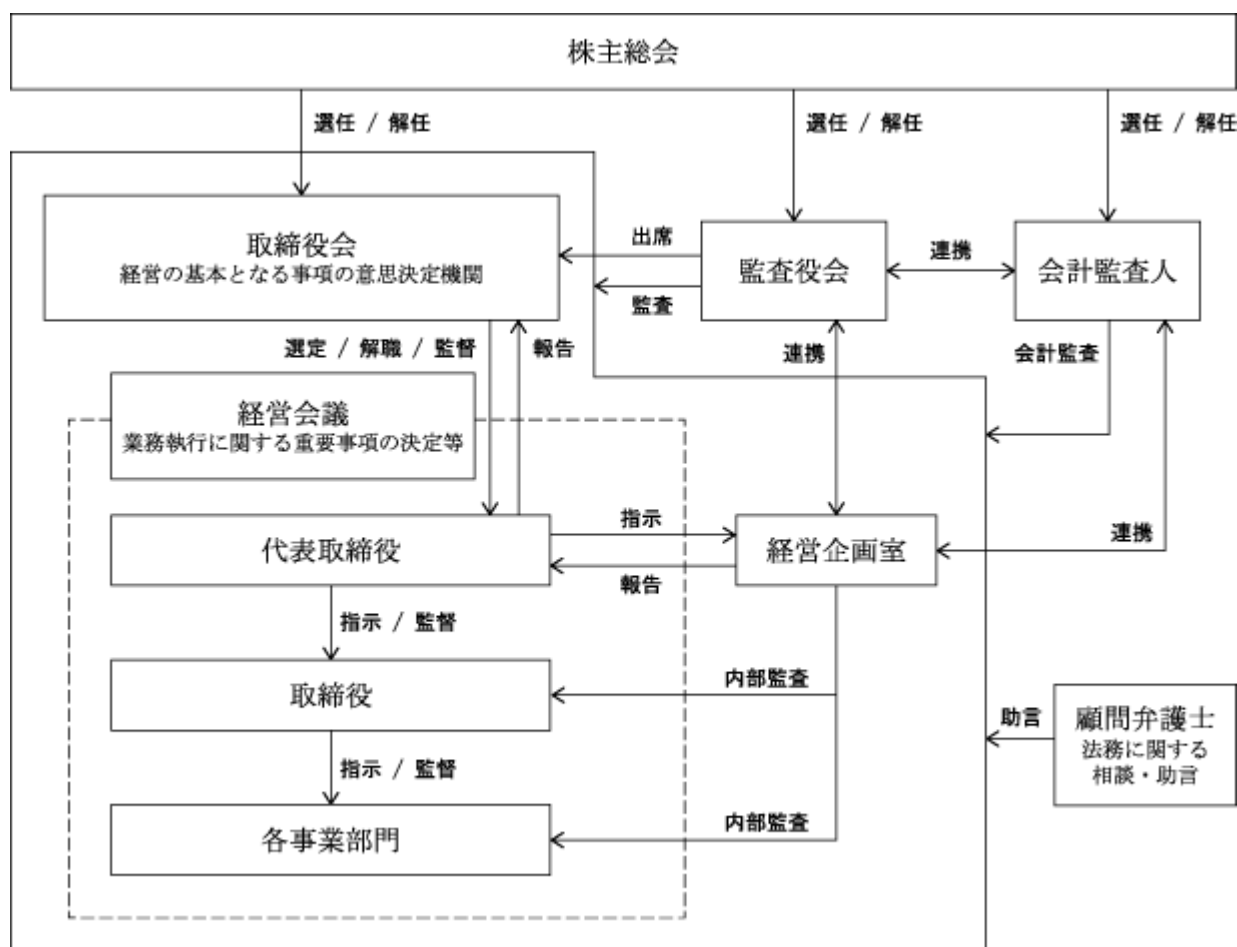 株主総会
選任 / 解任
選任 / 解任
選任 / 解任
取締役会
経営の基本となる事項の意思決定機関
出席
監査
監査役会
連携
会計監査人
選定 / 解職 / 監督
報告
連携
会計監査
経営会議
業務執行に関する重要事項の決定等
代表取締役
指示
報告
経営企画室
連携
指示 / 監督
取締役
内部監査
顧問弁護士
法務に関する
相談・助言
助言
指示 / 監督
各事業部門
内部監査